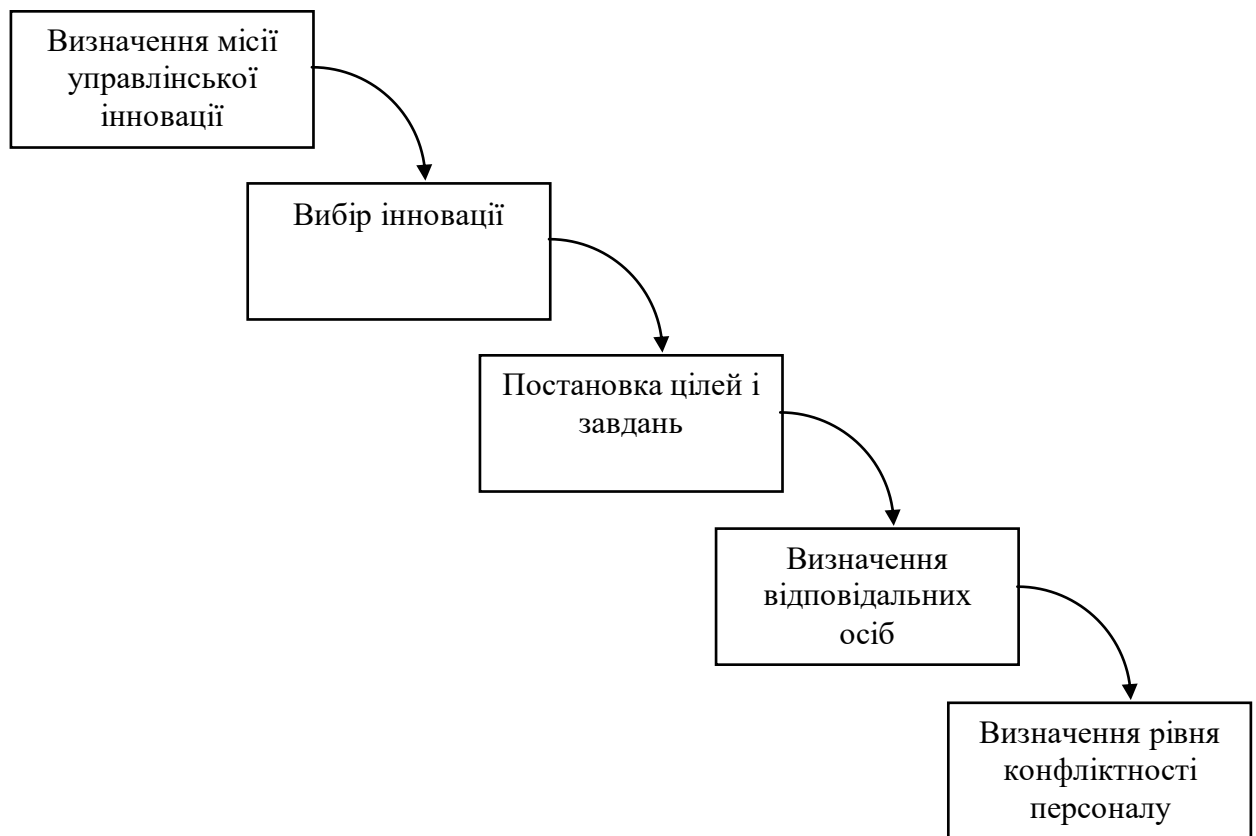 Визначення місії
управлінської
інновації
Вибір інновації
Постановка цілей і
завдань
Визначення
відповідальних
осіб
Визначення рівня
конфліктності
персоналу